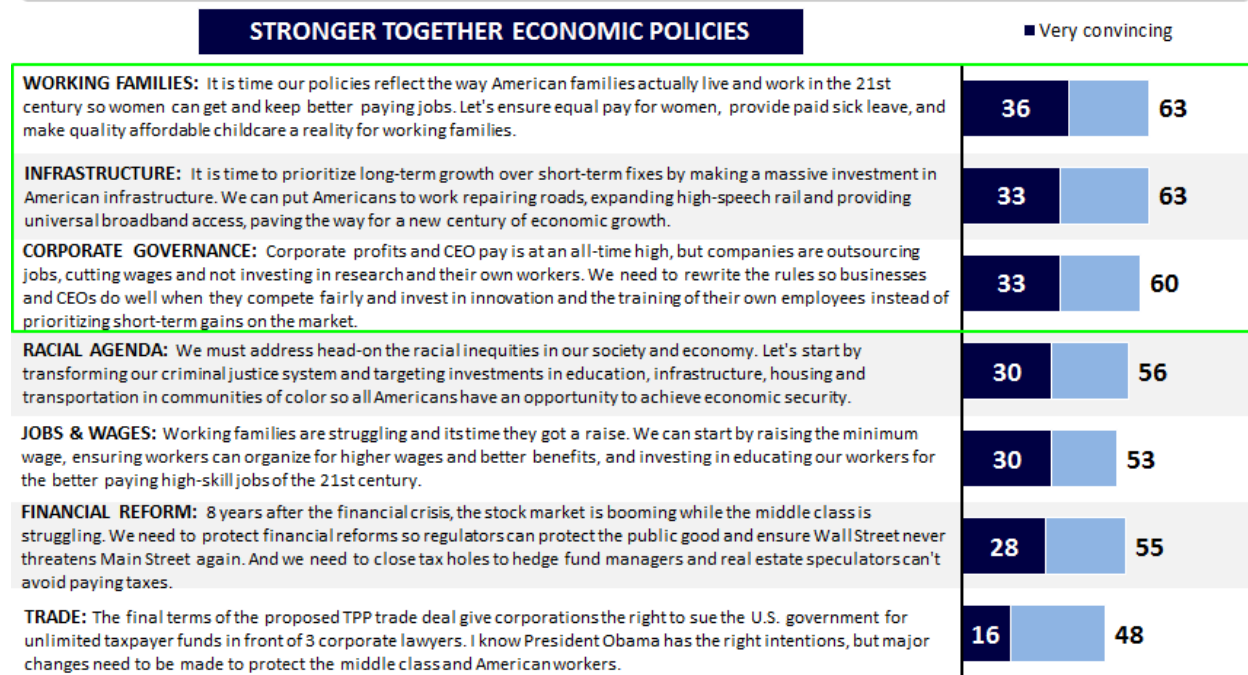 STRONGER TOGETHER ECONOMIC POLICIES
Very convincing
WORKING FAMILIES: It is time our policies reflect the way American families actually live and work in the 21st
century so women can get and keep better paying jobs. Let's ensure equal pay for women, provide paid sick leave, and
make quality affordable childcare a reality for working families.
36 63
INFRASTRUCTURE: It is time to prioritize long-term growth over short-term fixes by making a massive investment in
American infrastructure. We can put Americans to work repairing roads, expanding high-speech rail and providing
universal broadband access, paving the way for a new century of economic growth.
33 63
CORPORATE GOVERNANCE: Corporate profits and CEO pay is at an all-time high, but companies are outsourcing
jobs, cutting wages and not investing in research and their own workers. We need to rewrite the rules so businesses
and CEOs do well when they compete fairly and invest in innovation and the training of their own employees instead of
prioritizing short-term gains on the market.
33 60
RACIAL AGENDA: We must address head-on the racial inequities in our society and economy. Let's start by
transforming our criminal justice system and targeting investments in education, infrastructure, housing and
transportation in communities of color so all Americans have an opportunity to achieve economic security.
30 56
JOBS & WAGES: Working families are struggling and its time they got a raise. We can start by raising the minimum
wage, ensuring workers can organize for higher wages and better benefits, and investing in educating our workers for
the better paying high-skill jobs of the 21st century.
30 53
FINANCIAL REFORM: 8 years after the financial crisis, the stock market is booming while the middle class is
struggling. We need to protect financial reforms so regulators can protect the public good and ensure Wall Street never
threatens Main Street again. And we need to close tax holes to hedge fund managers and real estate speculators can't
avoid paying taxes.
28 55
TRADE: The final terms of the proposed TPP trade deal give corporations the right to sue the U.S. government for
unlimited taxpayer funds in front of 3 corporate lawyers. I know President Obama has the right intentions, but major
changes need to be made to protect the middle class and American workers.
16 48